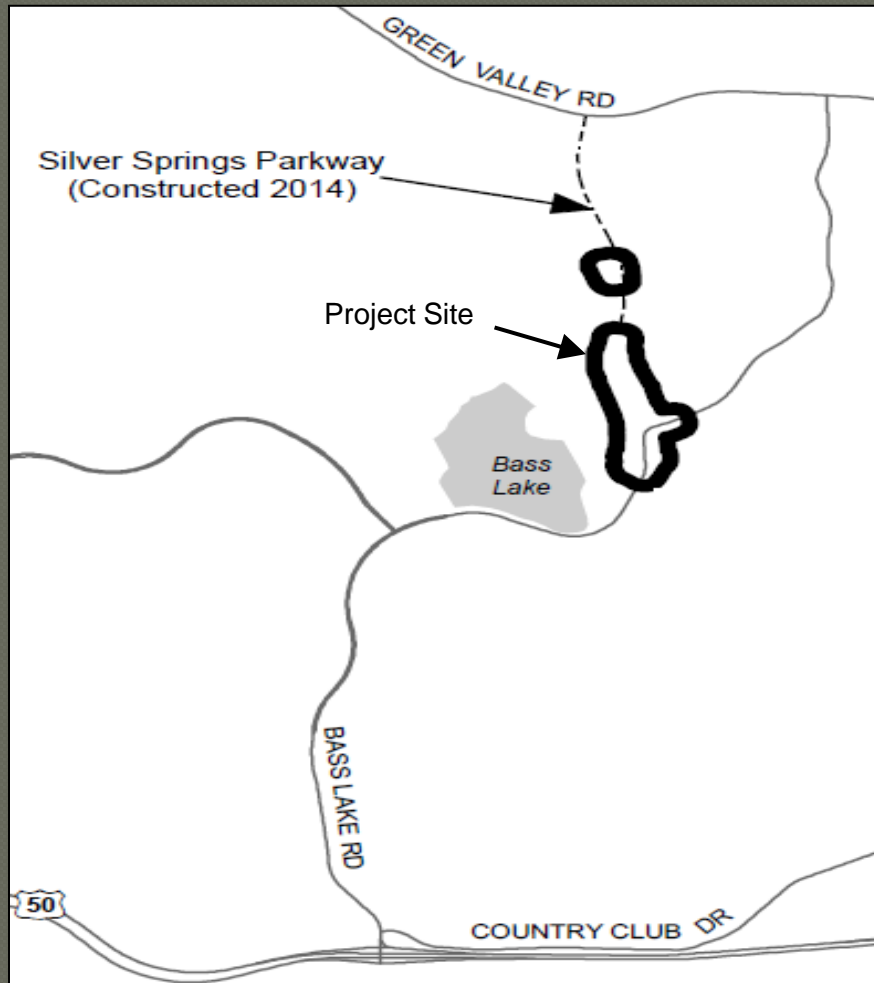 GREEN VALLEY RD
Silver Springs Parkway
(Constructed 2014)
Project Site
Bass
Lake
BASS LAKE RD
50
COUNTRY CLUB DR